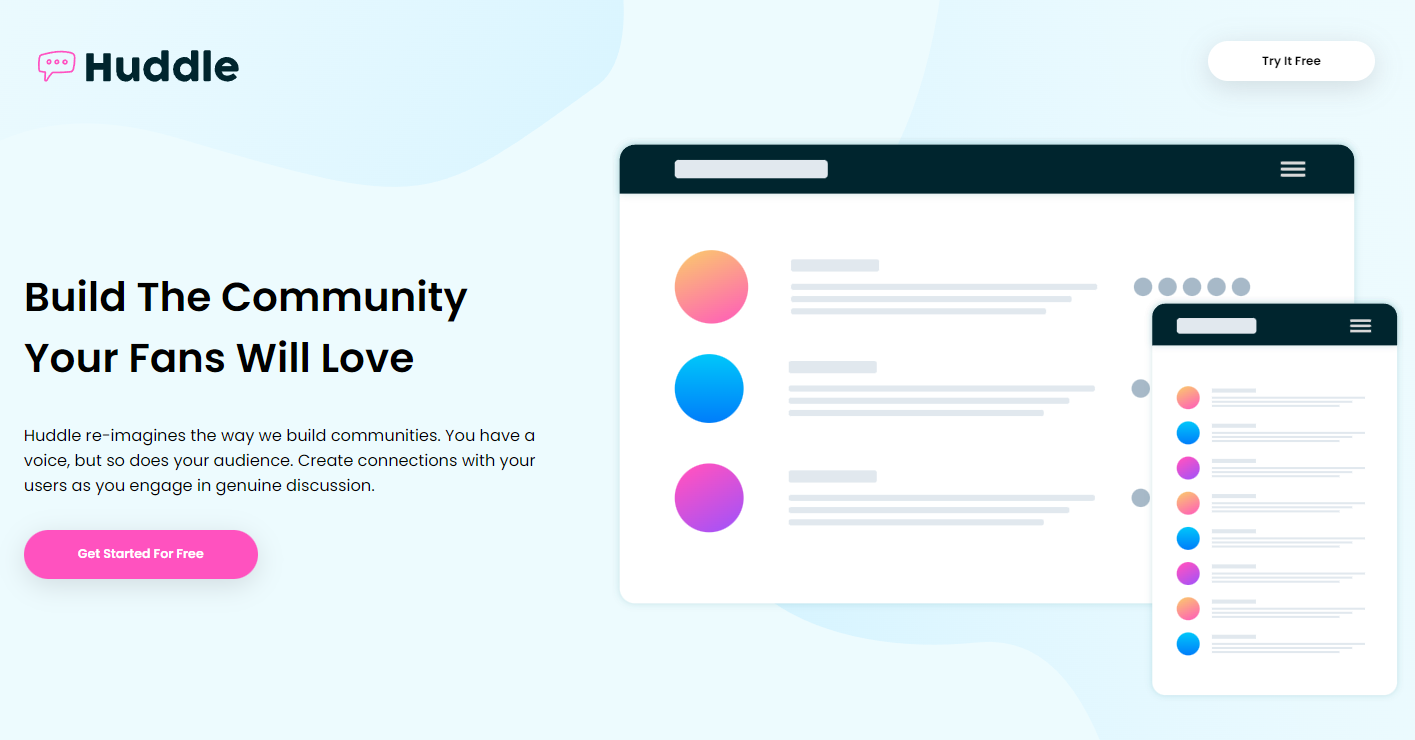 Huddle
Try It Free
Build The Community
Your Fans Will Love
Huddle re-imagines the way we build communities. You have a
voice, but so does your audience. Create connections with your
users as you engage in genuine discussion.
Get Started For Free